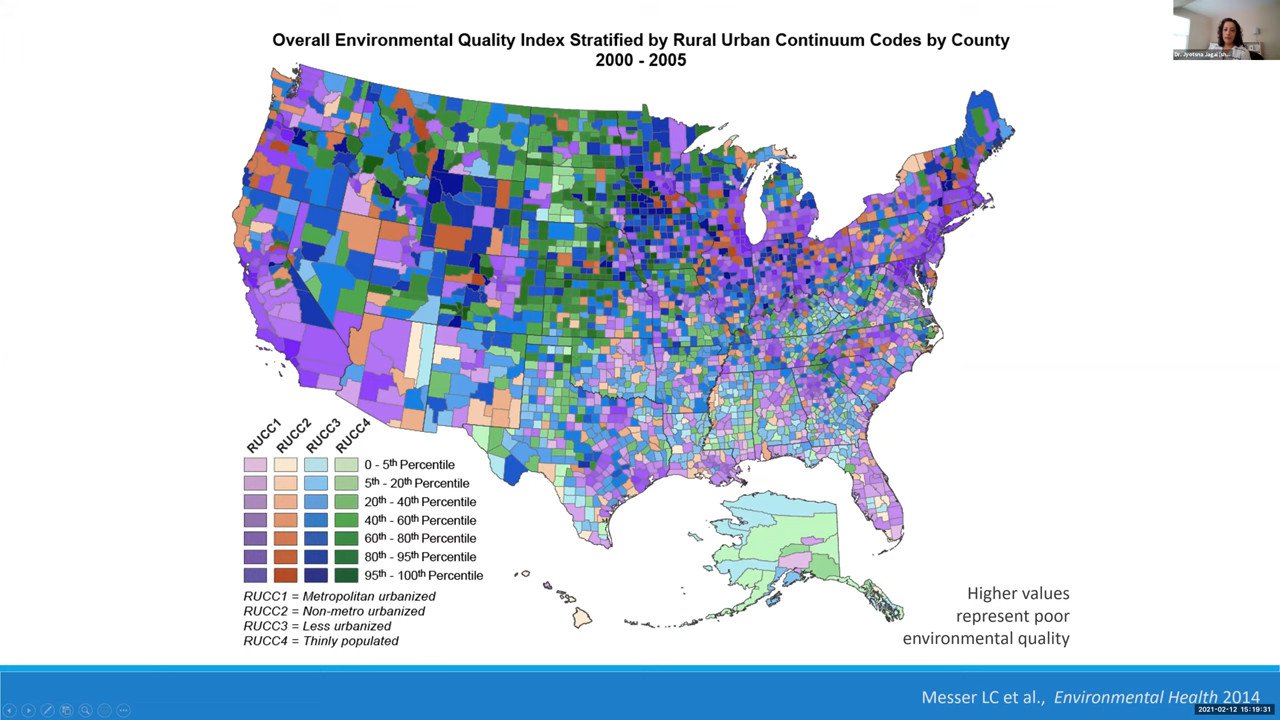 Overall Environmental Quality Index Stratified by Rural Urban Continuum Codes by County
2000 - 2005
RUCC1
RUCC2
RUCC3
RUCC4
0 - 5th Percentile
5th - 20th Percentile
20th - 40th Percentile
40th - 60th Percentile
60th - 80th Percentile
80th - 95th Percentile
95th - 100th Percentile
RUCC1 = Metropolitan urbanized
RUCC2 = Non-metro urbanized
RUCC3 = Less urbanized
RUCC4 = Thinly populated
Higher values
represent poor
environmental quality
Messer LC et al., Environmental Health 2014
2021-02-12 15:19:31